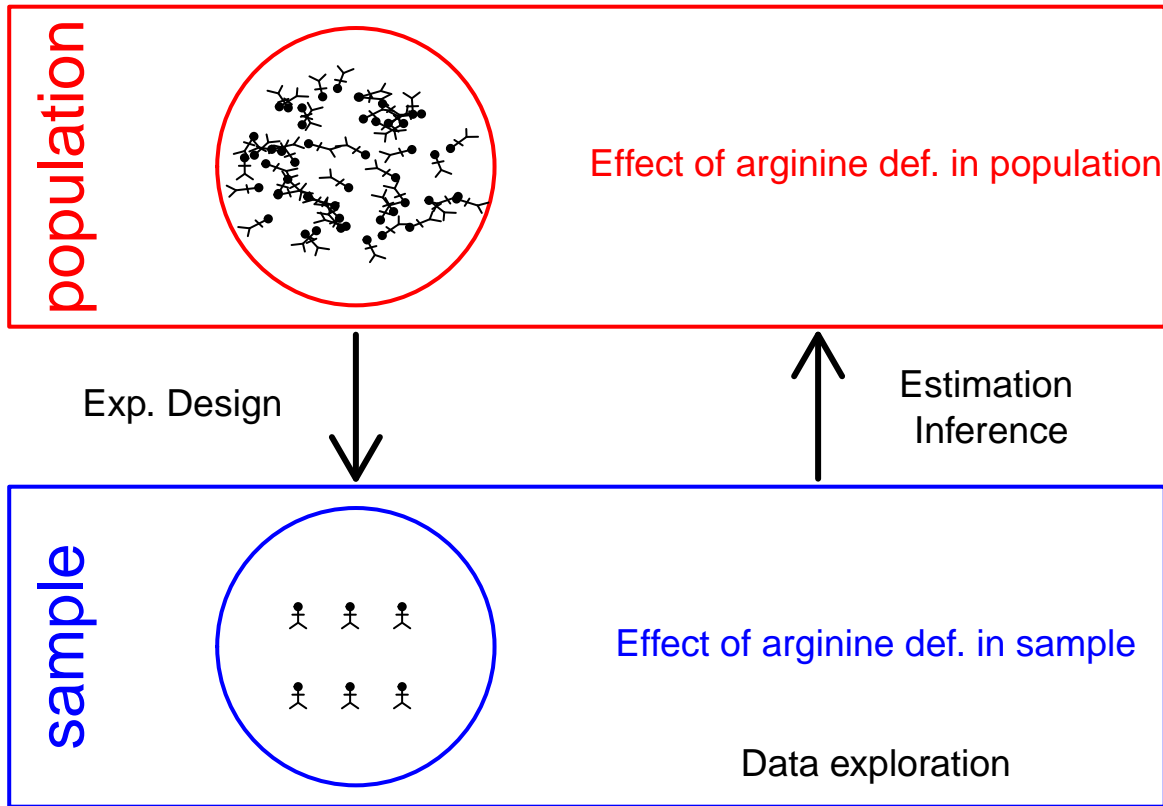 population
Effect of arginine def. in population
Exp. Design
Estimation
Inference
sample
Effect of arginine def. in sample
Data exploration